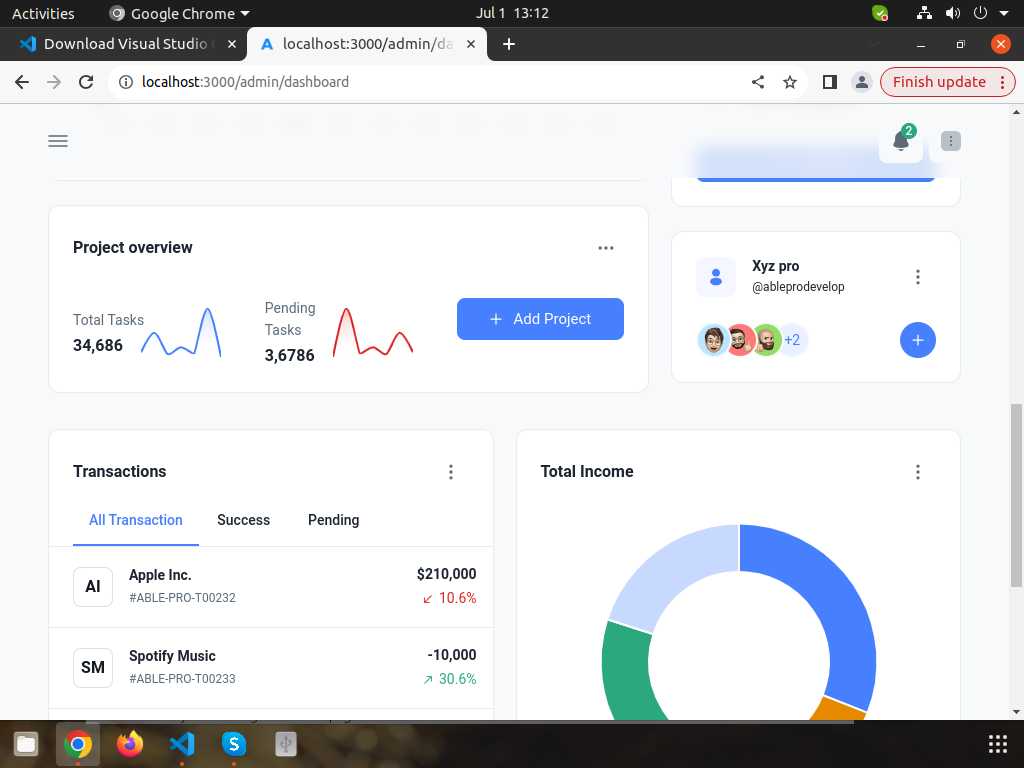 Activities
Google Chrome
Jul 1 13:12
Download Visual Studio
localhost:3000/admin/da
localhost:3000/admin/dashboard
Finish update
2
Project overview
Total Tasks
34,686
Pending
Tasks
3,6786
+ Add Project
Xyz pro
@ableprodevelop
+2
Transactions
All Transaction
Success
Pending
AI
Apple Inc.
#ABLE-PRO-T00232
$210,000
10.6%
SM
Spotify Music
#ABLE-PRO-T00233
-10,000
30.6%
Total Income